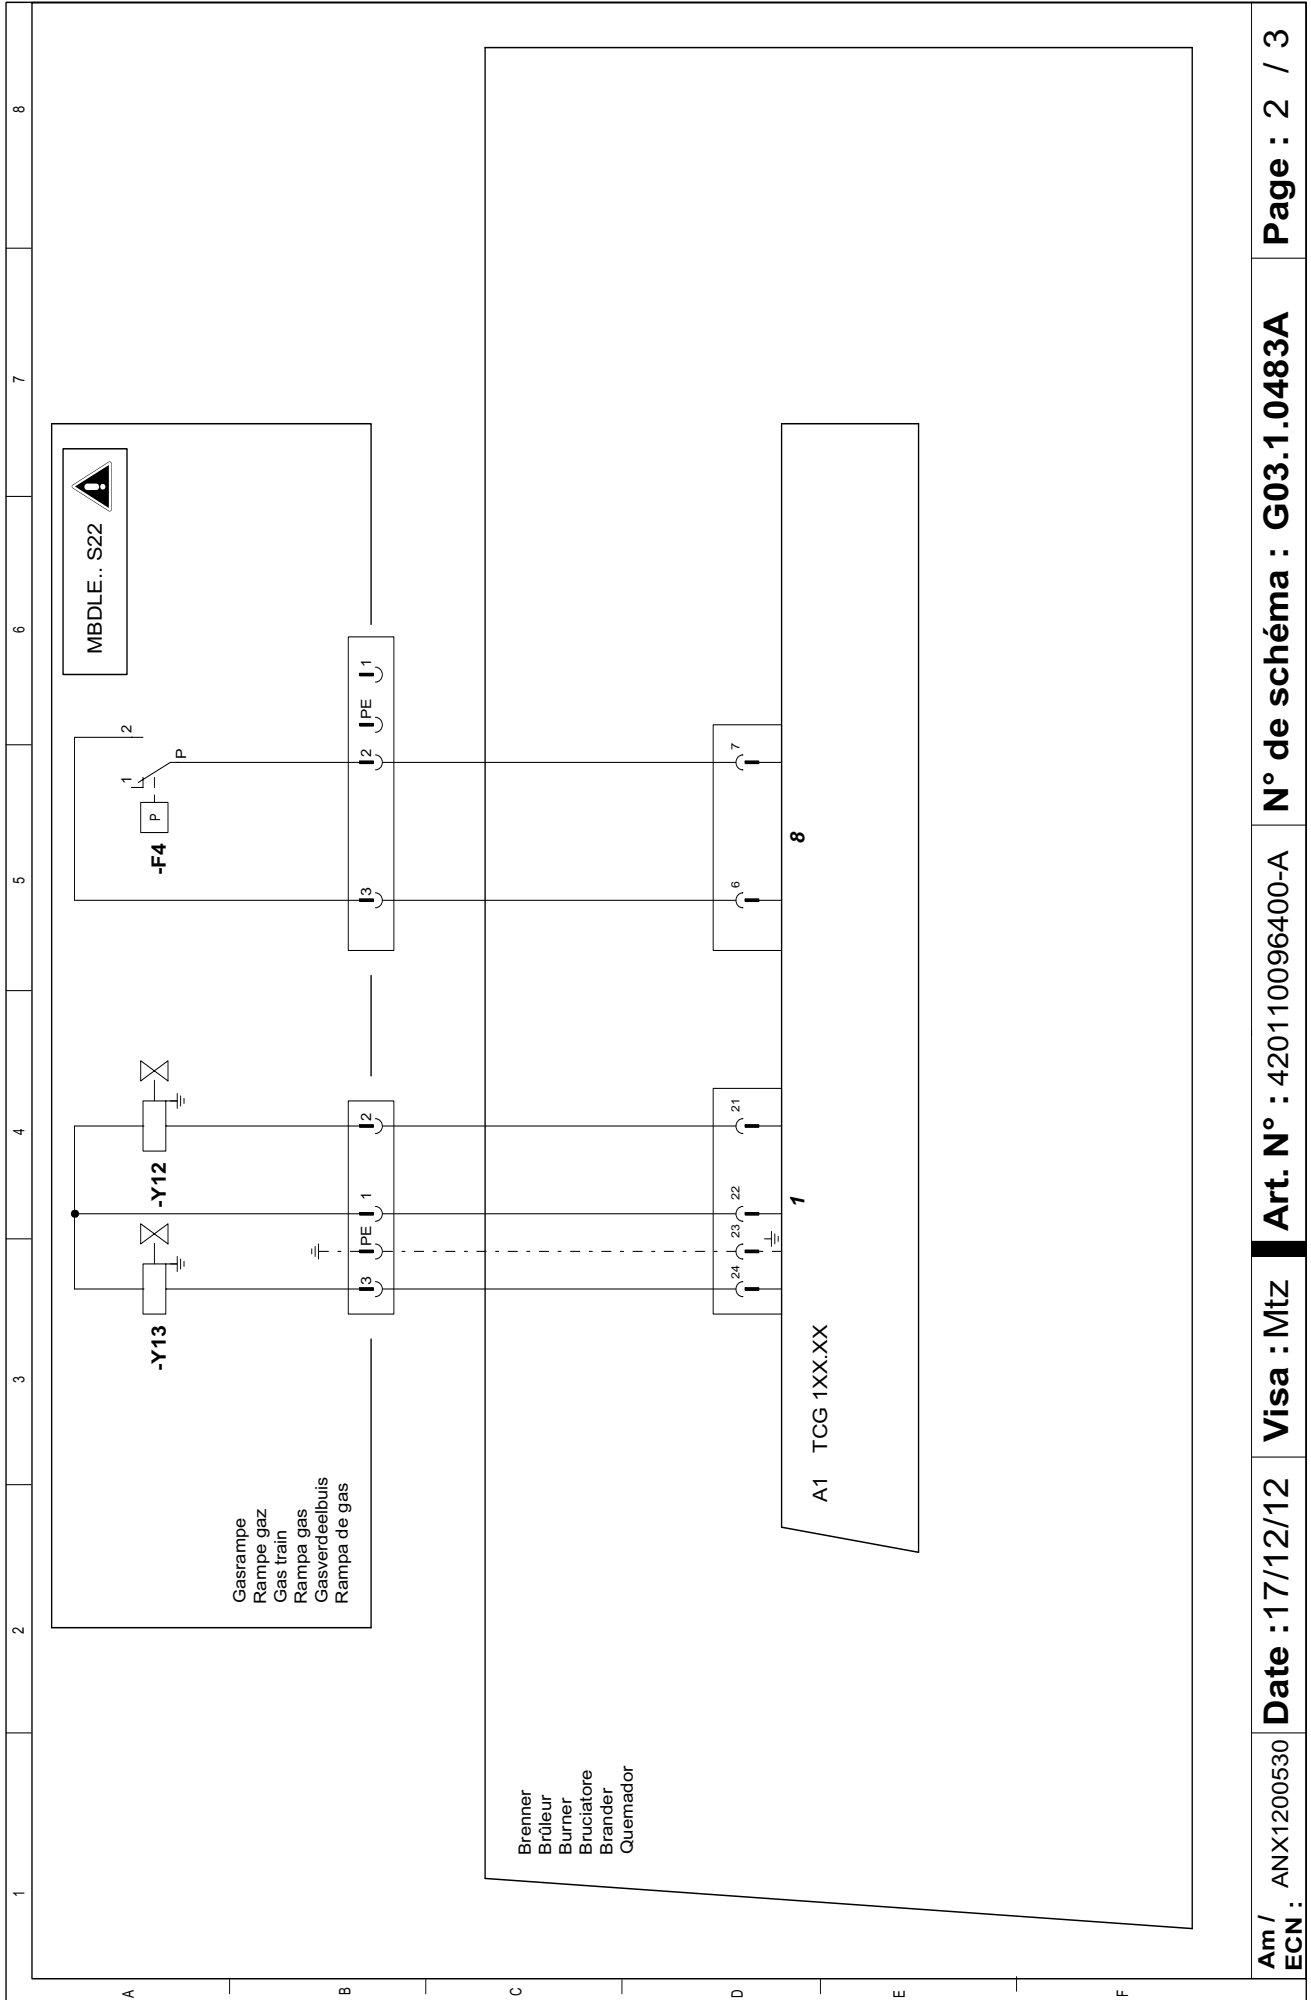 1 2 3 4 5 6 7 8
A
B
C
D
E
F
MBDLE.. S22
-Y13
-Y12
-F4
P
1
2
P
Gasrampe
Rampe gaz
Gas train
Rampa gas
Gasverdeelbuis
Rampa de gas
3 PE 1 2
3 2 PE 1
Brenner
Brûleur
Burner
Bruciatore
Brander
Quemador
24 23 22 21
6 7
1
8
A1 TCG 1XX.XX
Am/
ECN : ANX1200530
Date :17/12/12
Visa :Mtz
Art. N° : 420110096400-A
N° de schéma : G03.1.0483A
Page : 2 / 3